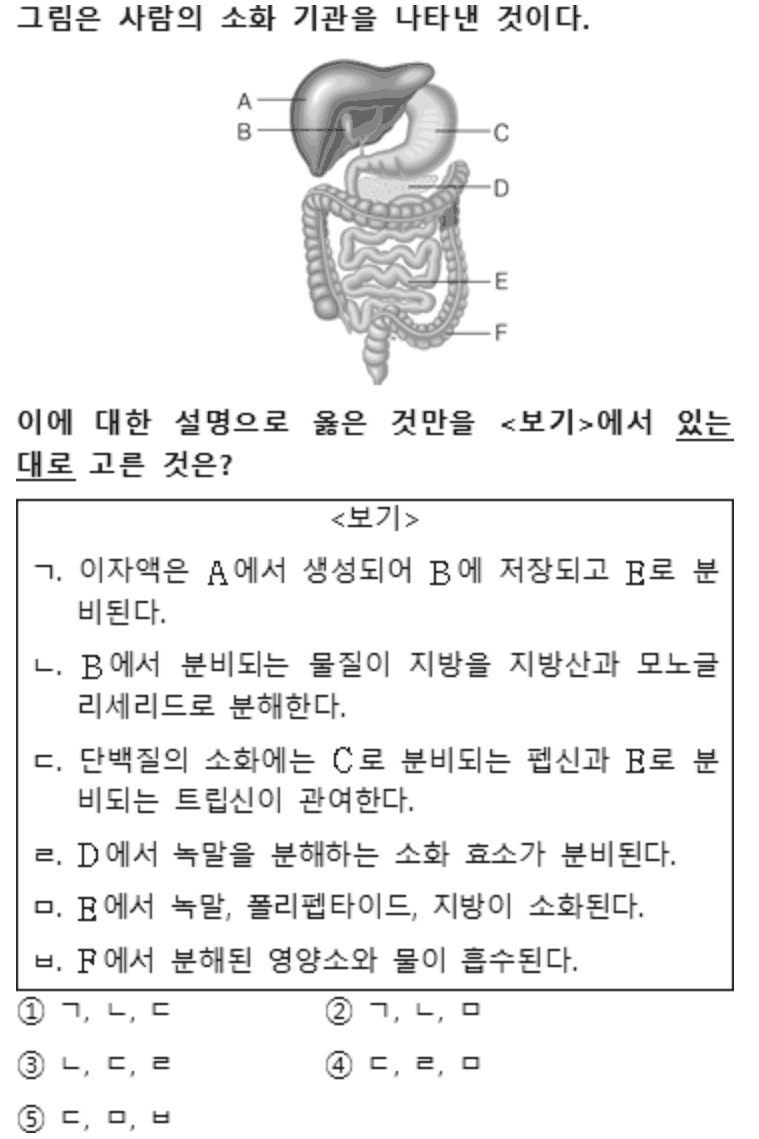 그림은 사람의 소화 기관을 나타낸 것이다.
A
B
C
D
E
F
이에 대한 설명으로 옳은 것만을 <보기>에서 있는
대로 고른 것은?
<보기>
ㄱ. 이자액은 A에서 생성되어 B에 저장되고 E로 분
비된다.
ㄴ. B에서 분비되는 물질이 지방을 지방산과 모노글
리세리드로 분해한다.
ㄷ. 단백질의 소화에는 C로 분비되는 펩신과 E로 분
비되는 트립신이 관여한다.
ㄹ. D에서 녹말을 분해하는 소화 효소가 분비된다.
ㅁ. E에서 녹말, 폴리펩타이드, 지방이 소화된다.
ㅂ. F에서 분해된 영양소와 물이 흡수된다.
① ㄱ, ㄴ, ㄷ ② ㄱ, ㄴ, ㅁ
③ ㄴ, ㄷ, ㄹ ④ ㄷ, ㄹ, ㅁ
⑤ ㄷ, ㅁ, ㅂ